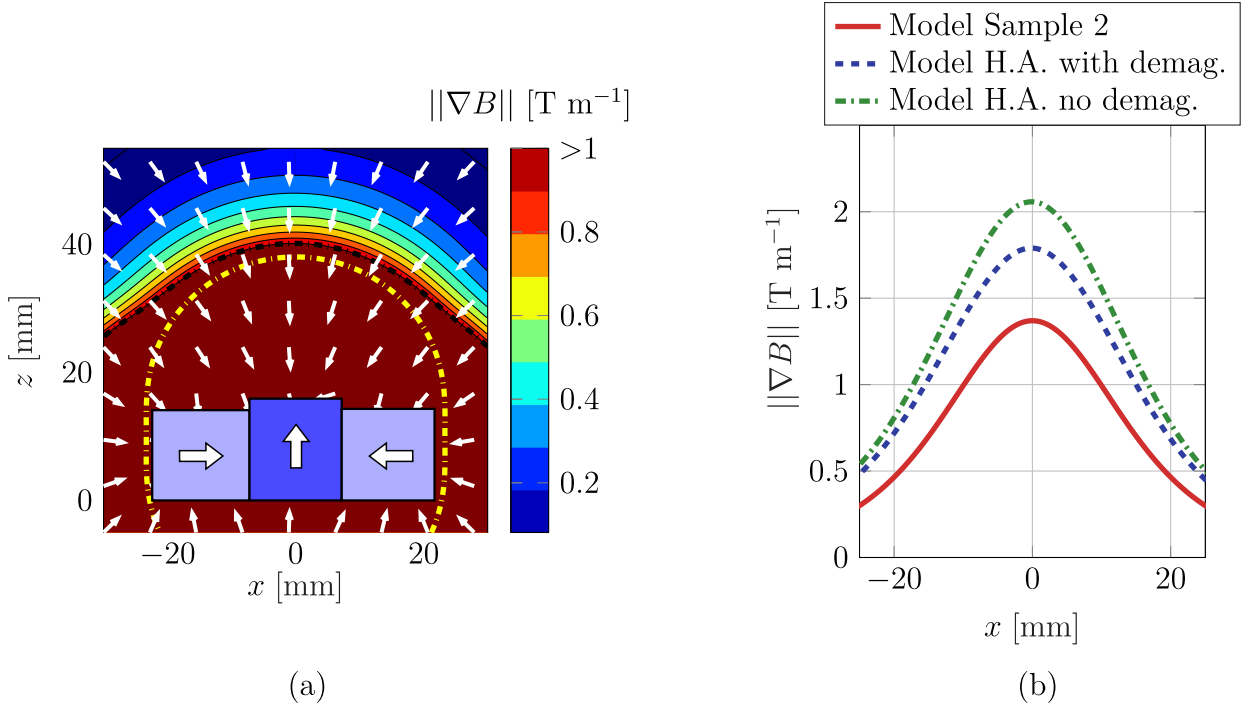 ||∇B|| [T m⁻¹]
>1
0.8
0.6
0.4
0.2
40
20
0
z [mm]
−20 0 20
x [mm]
(a)
Model Sample 2
Model H.A. with demag.
Model H.A. no demag.
2
1.5
1
0.5
0
||∇B|| [T m⁻¹]
−20 0 20
x [mm]
(b)